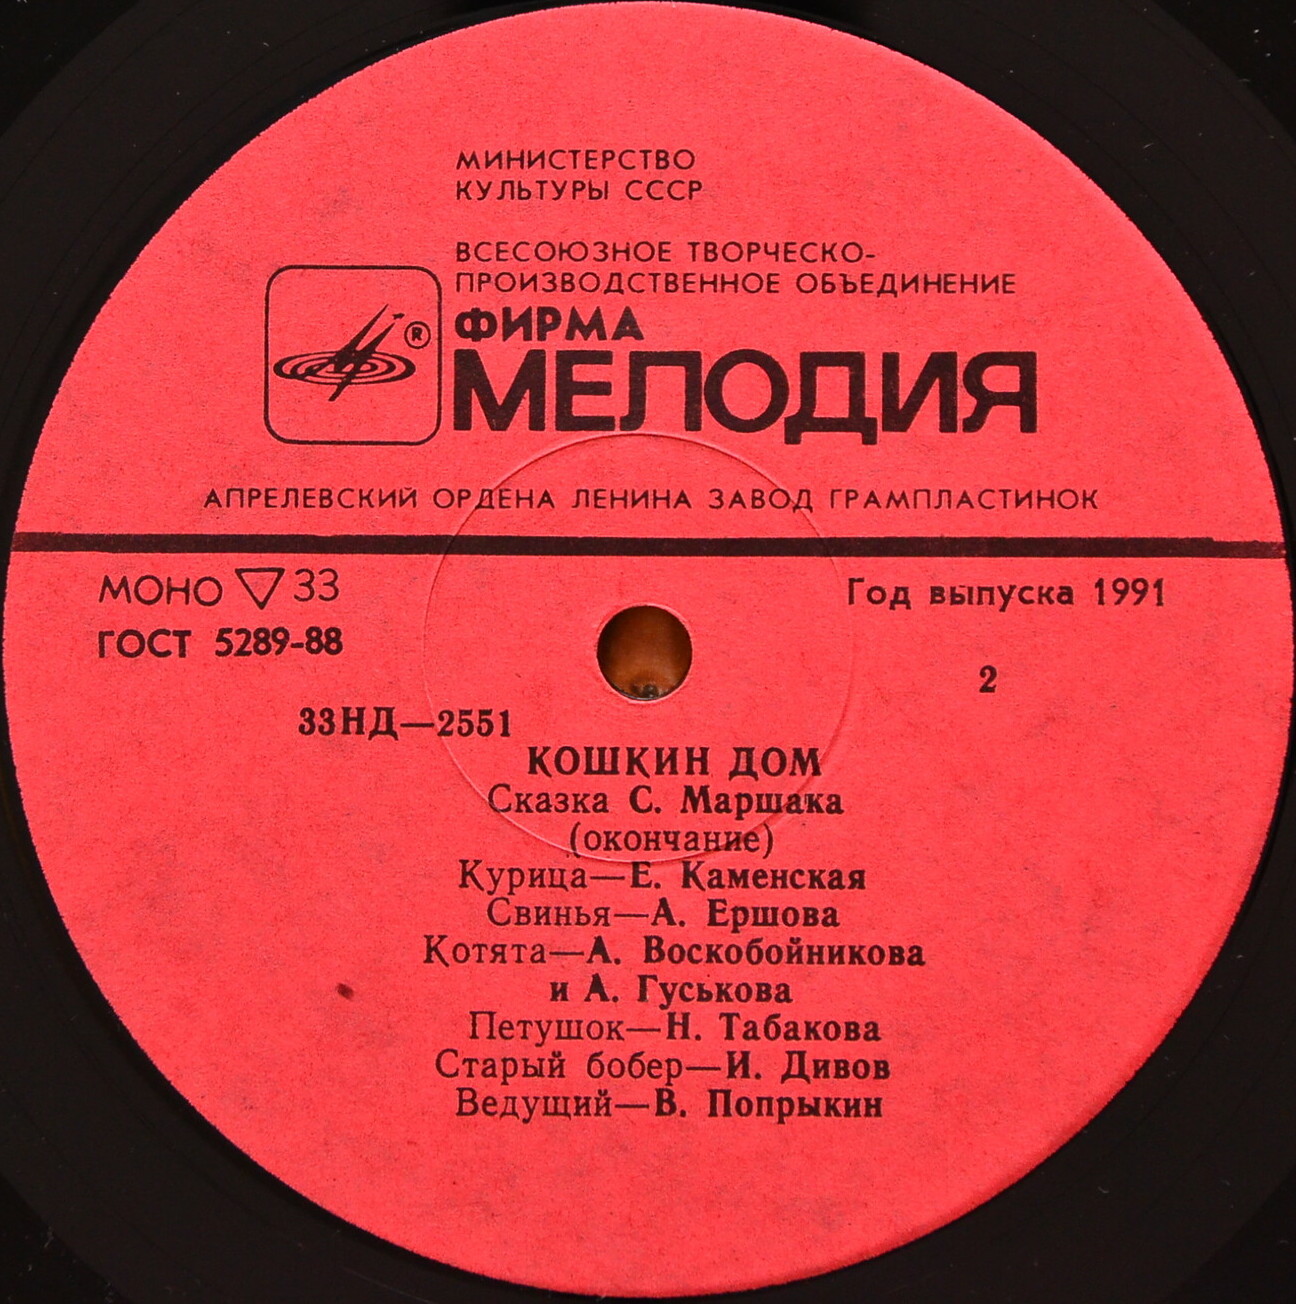 МИНИСТЕРСТВО
КУЛЬТУРЫ СССР
ВСЕСОЮЗНОЕ ТВОРЧЕСКО-
ПРОИЗВОДСТВЕННОЕ ОБЪЕДИНЕНИЕ
ФИРМА
®
МЕЛОДИЯ
АПРЕЛЕВСКИЙ ОРДЕНА ЛЕНИНА ЗАВОД ГРАМПЛАСТИНОК
МОНО ▽ 33
Год выпуска 1991
ГОСТ 5289-88
2
33НД—2551
КОШКИН ДОМ
Сказка С. Маршака
(окончание)
Курица—Е. Каменская
Свинья—А. Ершова
Котята—А. Воскобойникова
и А. Гуськова
Петушок—Н. Табакова
Старый бобер—И. Дивов
Ведущий—В. Попрыкин